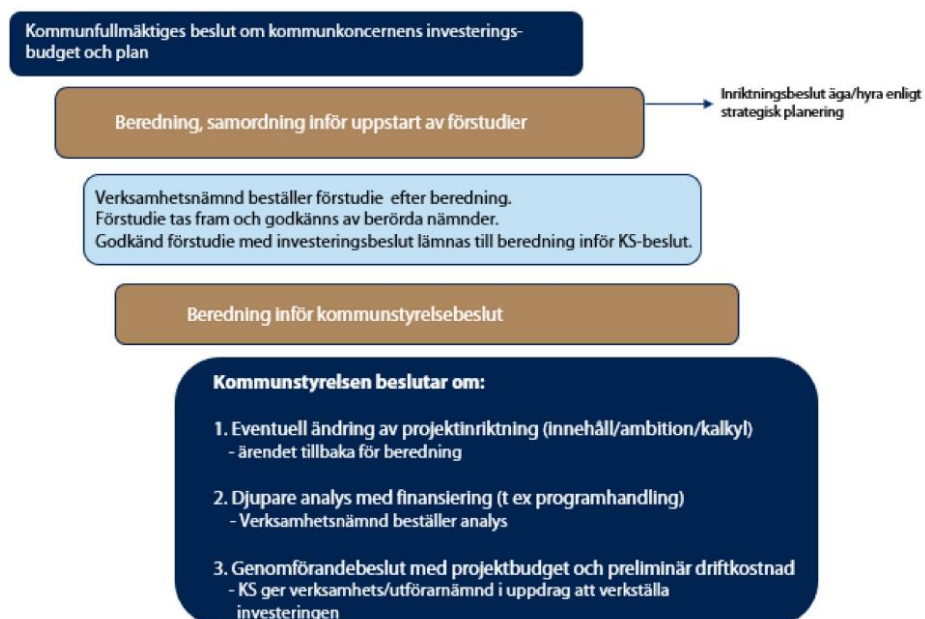 Kommunfullmäktiges beslut om kommunkoncernens investerings-
budget och plan
Inriktningsbeslut äga/hyra enligt
strategisk planering
Beredning, samordning inför uppstart av förstudier
Verksamhetsnämnd beställer förstudie efter beredning.
Förstudie tas fram och godkänns av berörda nämnder.
Godkänd förstudie med investeringsbeslut lämnas till beredning inför KS-beslut.
Beredning inför kommunstyrelsebeslut
Kommunstyrelsen beslutar om:
1. Eventuell ändring av projektinriktning (innehåll/ambition/kalkyl)
- ärendet tillbaka för beredning
2. Djupare analys med finansiering (t ex programhandling)
- Verksamhetsnämnd beställer analys
3. Genomförandebeslut med projektbudget och preliminär driftkostnad
- KS ger verksamhets/utförarnämnd i uppdrag att verkställa
investeringen